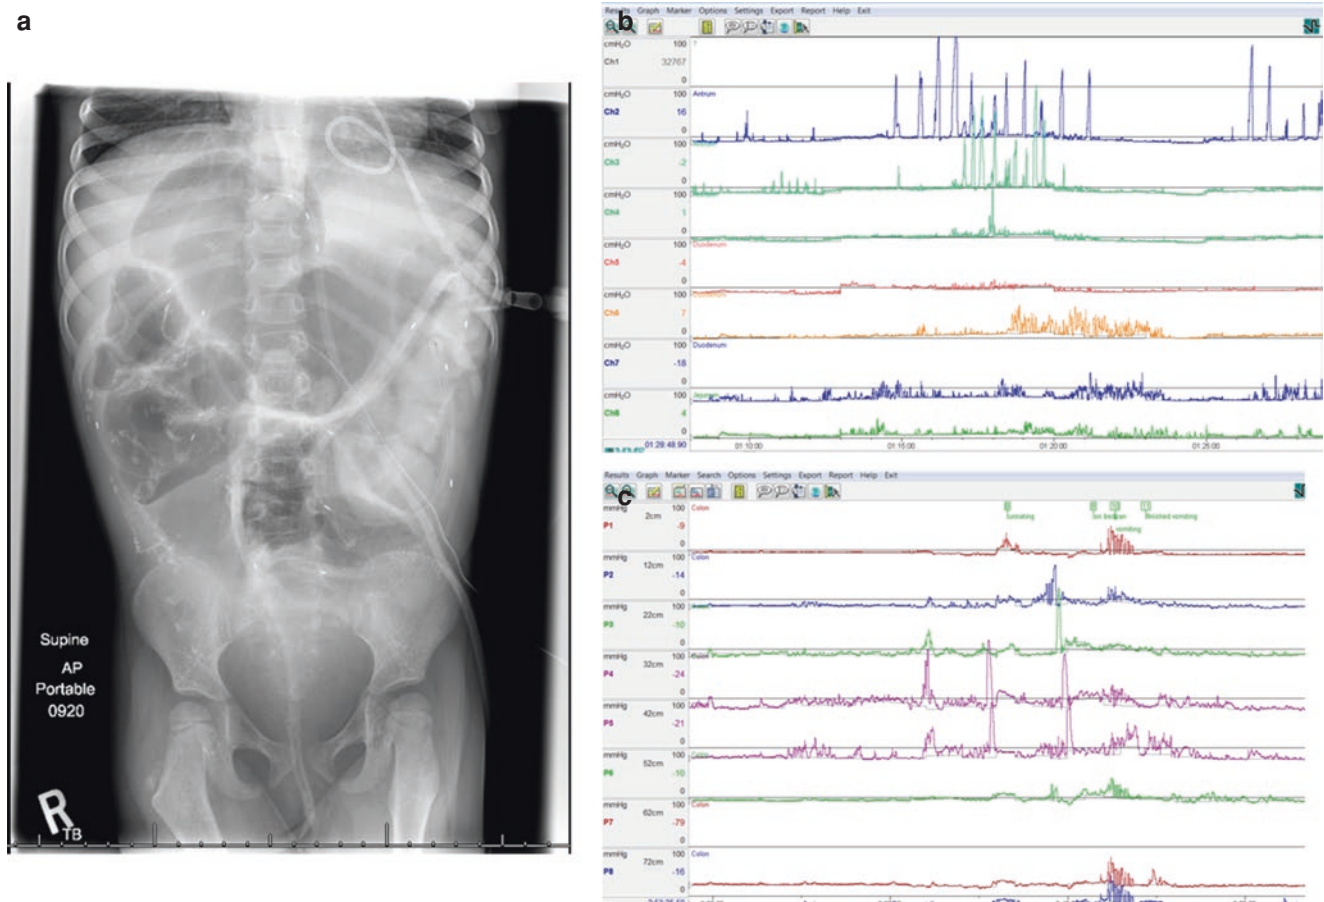 a
Supine
AP
Portable
0920
R
TB
b
Results Graph Marker Options Settings Export Report Help Exit
cmH2O 100 ?
Ch1 32767
0
cmH2O 100 Antrum
Ch2 16
0
cmH2O 100
Ch3 -2
0
cmH2O 100
Ch4 1
0
cmH2O 100 Duodenum
Ch5 -4
0
cmH2O 100
Ch6 7
0
cmH2O 100 Duodenum
Ch7 -18
0
cmH2O 100 Jejunum
Ch8 4
0
01:28:48.90 01:10:00 01:15:00 01:20:00 01:25:00
c
Results Graph Marker Search Options Settings Export Report Help Exit
mmHg 2cm 100 Colon
P1 -9
0
mmHg 12cm 100 Colon
P2 -14
0
mmHg 22cm 100
P3 -10
0
mmHg 32cm 100 Colon
P4 -24
0
mmHg 42cm 100
P5 -21
0
mmHg 52cm 100 Colon
P6 -10
0
mmHg 62cm 100 Colon
P7 -79
0
mmHg 72cm 100 Colon
P8 -16
0
vomiting
finished vomiting